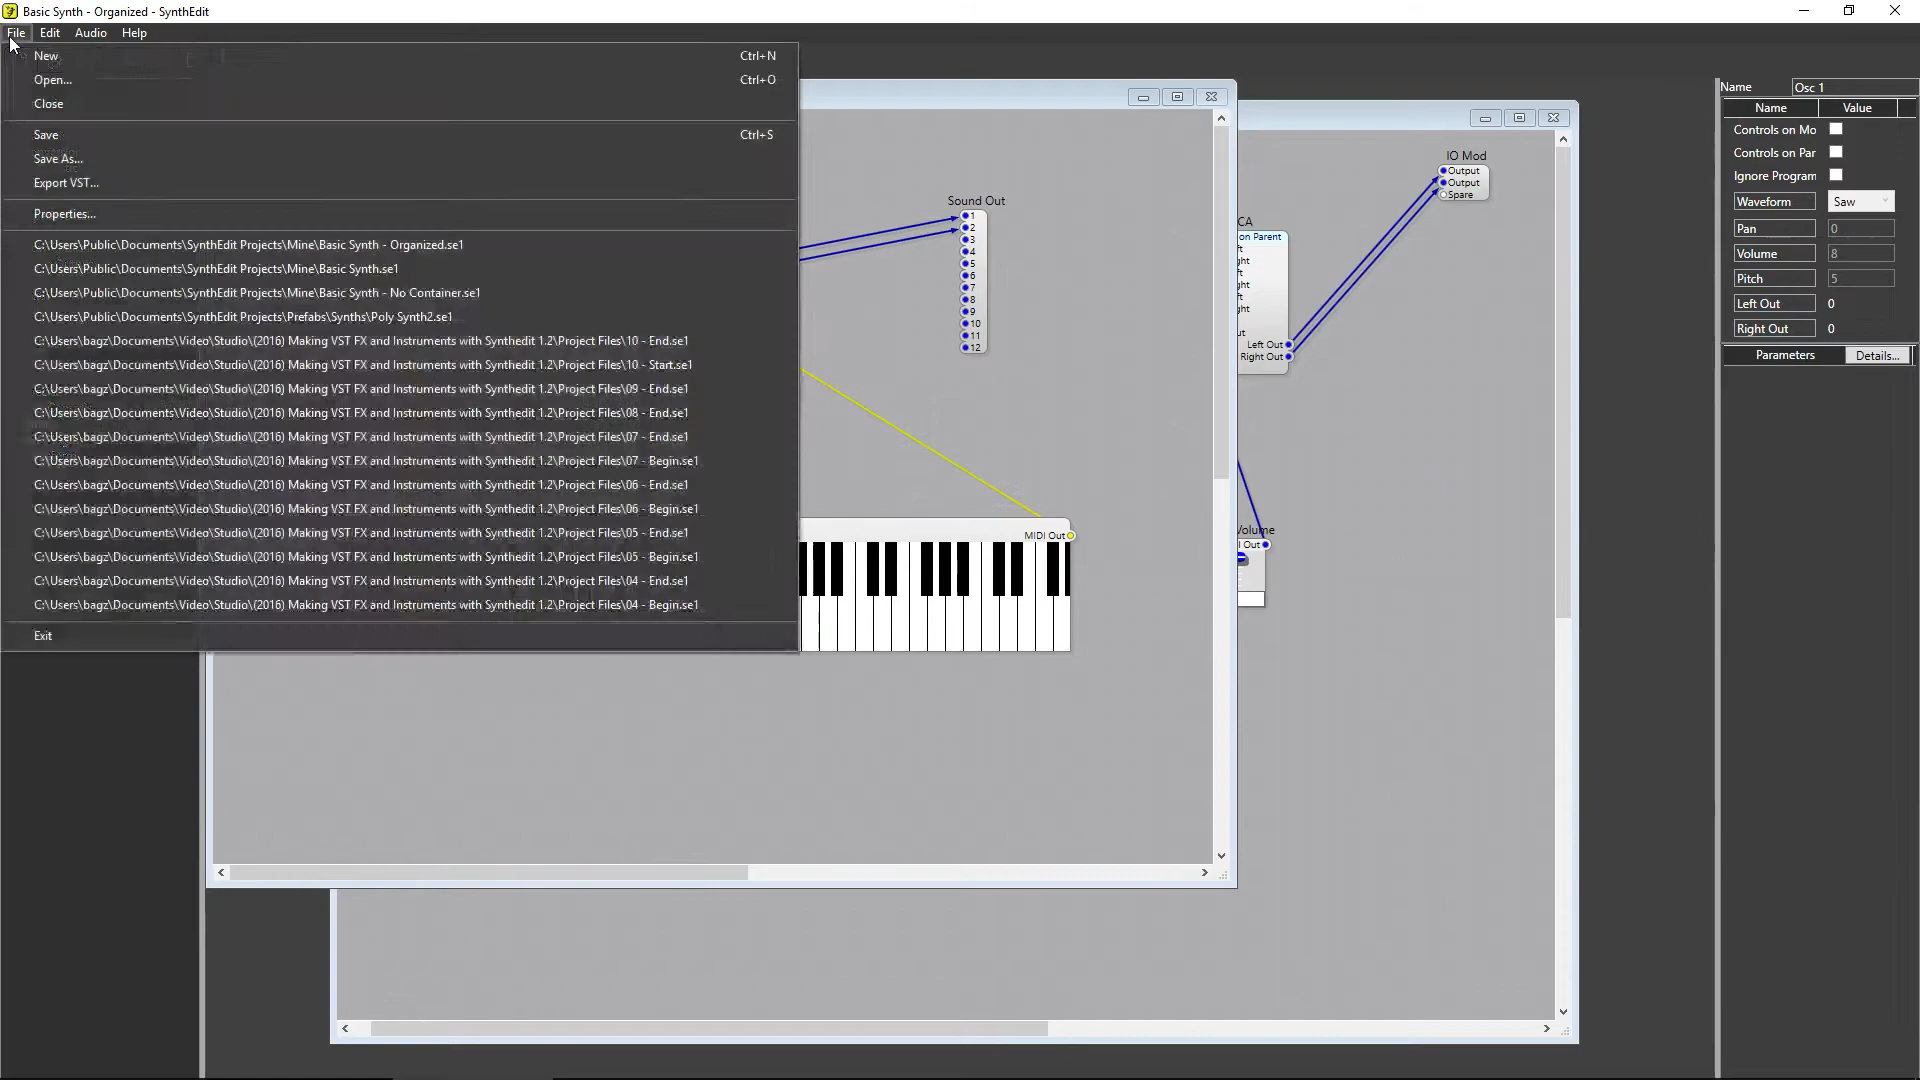 Basic Synth - Organized - SynthEdit
File Edit Audio Help
New Ctrl+N
Open... Ctrl+O
Close
Save Ctrl+S
Save As...
Export VST...
Properties...
C:\Users\Public\Documents\SynthEdit Projects\Mine\Basic Synth - Organized.se1
C:\Users\Public\Documents\SynthEdit Projects\Mine\Basic Synth.se1
C:\Users\Public\Documents\SynthEdit Projects\Mine\Basic Synth - No Container.se1
C:\Users\Public\Documents\SynthEdit Projects\Prefabs\Synths\Poly Synth2.se1
C:\Users\bagz\Documents\Video\Studio\(2016) Making VST FX and Instruments with Synthedit 1.2\Project Files\10 - End.se1
C:\Users\bagz\Documents\Video\Studio\(2016) Making VST FX and Instruments with Synthedit 1.2\Project Files\10 - Start.se1
C:\Users\bagz\Documents\Video\Studio\(2016) Making VST FX and Instruments with Synthedit 1.2\Project Files\09 - End.se1
C:\Users\bagz\Documents\Video\Studio\(2016) Making VST FX and Instruments with Synthedit 1.2\Project Files\08 - End.se1
C:\Users\bagz\Documents\Video\Studio\(2016) Making VST FX and Instruments with Synthedit 1.2\Project Files\07 - End.se1
C:\Users\bagz\Documents\Video\Studio\(2016) Making VST FX and Instruments with Synthedit 1.2\Project Files\07 - Begin.se1
C:\Users\bagz\Documents\Video\Studio\(2016) Making VST FX and Instruments with Synthedit 1.2\Project Files\06 - End.se1
C:\Users\bagz\Documents\Video\Studio\(2016) Making VST FX and Instruments with Synthedit 1.2\Project Files\06 - Begin.se1
C:\Users\bagz\Documents\Video\Studio\(2016) Making VST FX and Instruments with Synthedit 1.2\Project Files\05 - End.se1
C:\Users\bagz\Documents\Video\Studio\(2016) Making VST FX and Instruments with Synthedit 1.2\Project Files\05 - Begin.se1
C:\Users\bagz\Documents\Video\Studio\(2016) Making VST FX and Instruments with Synthedit 1.2\Project Files\04 - End.se1
C:\Users\bagz\Documents\Video\Studio\(2016) Making VST FX and Instruments with Synthedit 1.2\Project Files\04 - Begin.se1
Exit
Sound Out
1
2
3
4
5
6
7
8
9
10
11
12
MIDI Out
CA
on Parent
ft
ght
ft
ght
ft
ght
ut
Left Out
Right Out
Volume
l Out
IO Mod
Output
Output
Spare
Name Osc 1
Name Value
Controls on Mo
Controls on Par
Ignore Program
Waveform Saw
Pan 0
Volume 8
Pitch 5
Left Out 0
Right Out 0
Parameters Details...